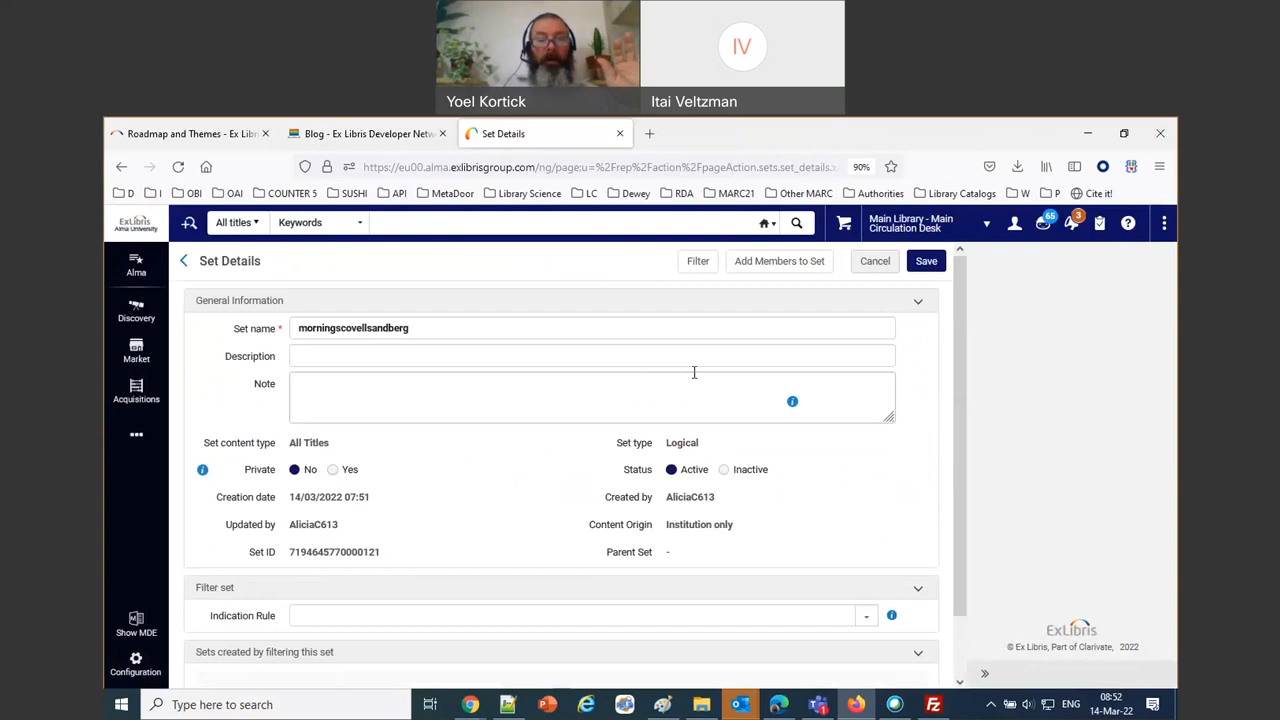 IV
Yoel Kortick
Itai Veltzman
Roadmap and Themes - Ex Libri
Blog - Ex Libris Developer Netw
Set Details
https://eu00.alma.exlibrisgroup.com/ng/page;u=%2Frep%2Faction%2FpageAction.sets.set_details.
90%
D
I
OBI
OAI
COUNTER 5
SUSHI
API
MetaDoor
Library Science
LC
Dewey
RDA
MARC21
Other MARC
Authorities
Library Catalogs
W
P
Cite it!
ExLibris
Alma University
All titles
Keywords
Main Library - Main
Circulation Desk
65
3
Alma
Discovery
Market
Acquisitions
Show MDE
Configuration
Set Details
Filter
Add Members to Set
Cancel
Save
General Information
Set name *
morningscovellsandberg
Description
Note
Set content type
All Titles
Set type
Logical
Private
No
Yes
Status
Active
Inactive
Creation date
14/03/2022 07:51
Created by
AliciaC613
Updated by
AliciaC613
Content Origin
Institution only
Set ID
7194645770000121
Parent Set
-
Filter set
Indication Rule
Sets created by filtering this set
ExLibris
© Ex Libris, Part of Clarivate, 2022
Type here to search
ENG
08:52
14-Mar-22